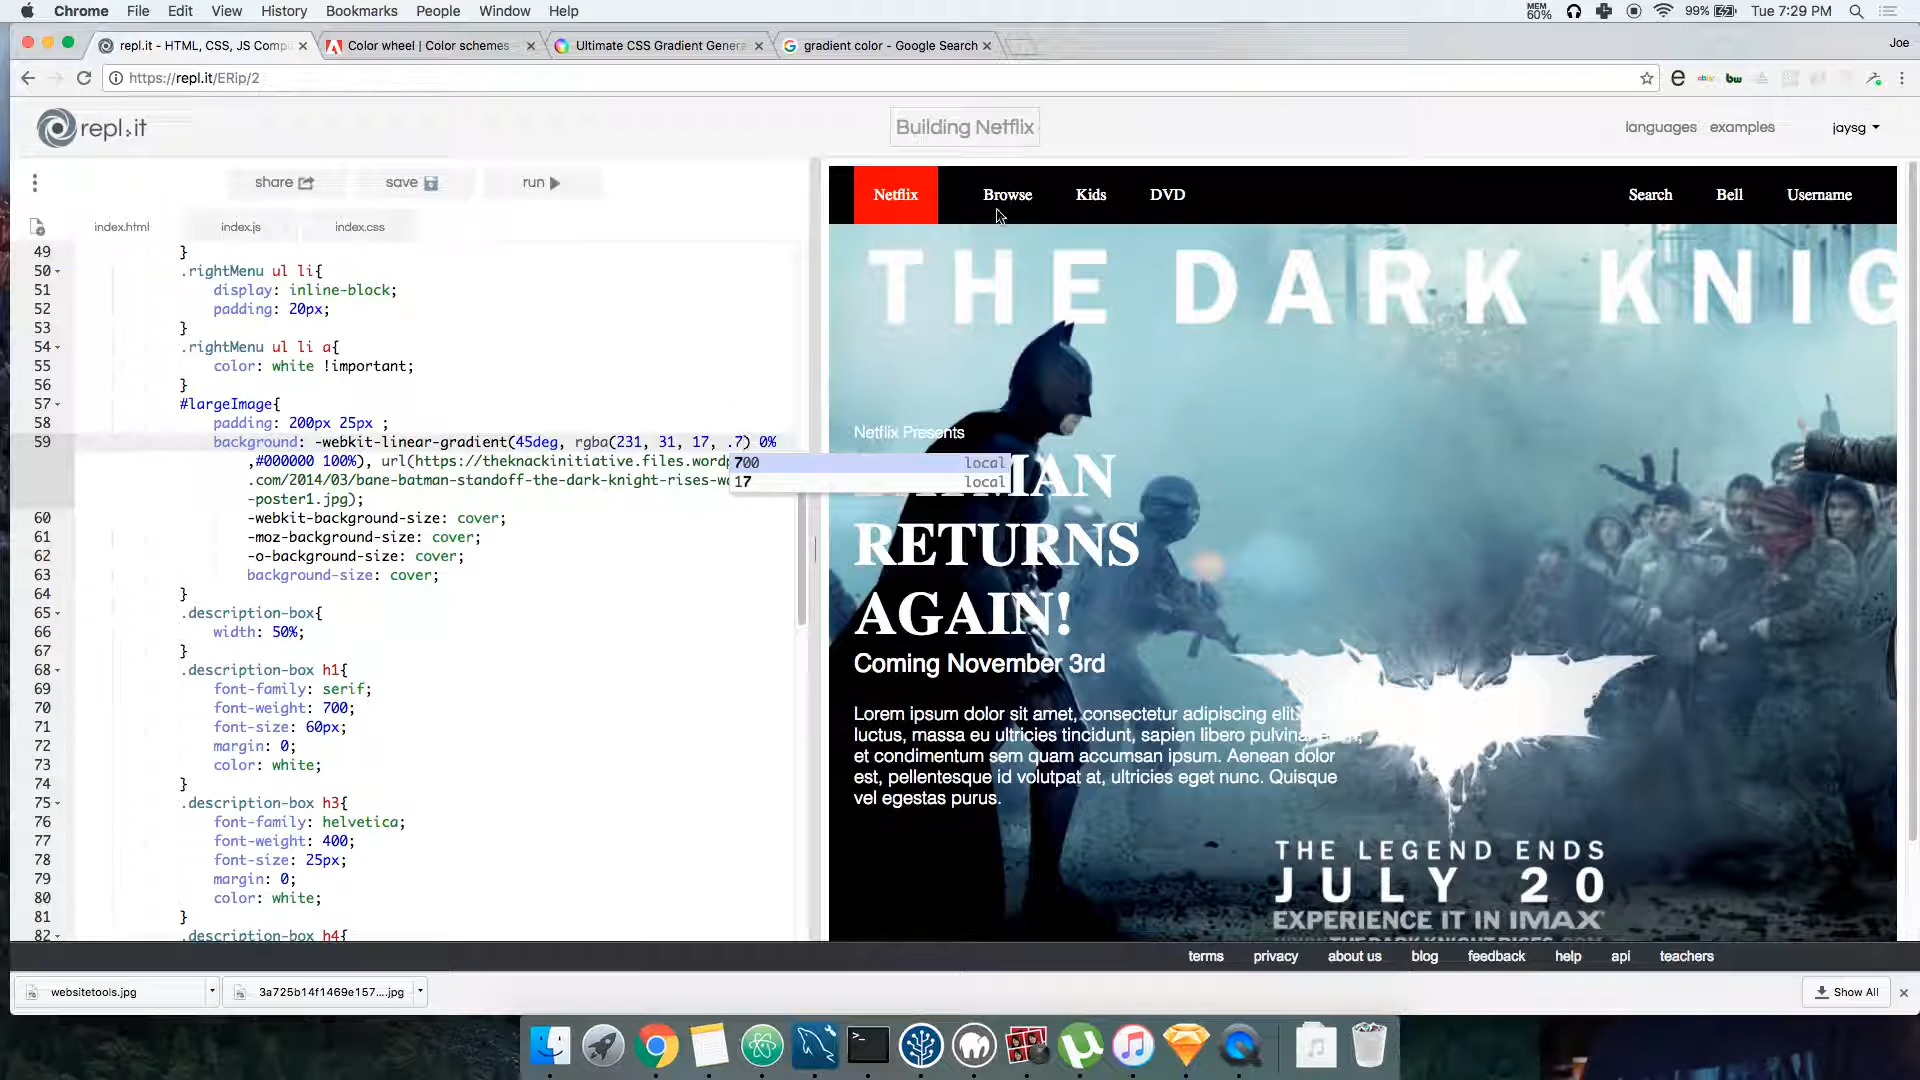 Chrome File Edit View History Bookmarks People Window Help
MEM 60% 99% Tue 7:29 PM
repl.it - HTML, CSS, JS Compi
Color wheel | Color schemes
Ultimate CSS Gradient Genera
gradient color - Google Search
Joe
https://repl.it/ERip/2
repl.it
Building Netflix
languages examples jaysg
share save run
index.html index.js index.css
49 }
50 .rightMenu ul li{
51 display: inline-block;
52 padding: 20px;
53 }
54 .rightMenu ul li a{
55 color: white !important;
56 }
57 #largeImage{
58 padding: 200px 25px ;
59 background: -webkit-linear-gradient(45deg, rgba(231, 31, 17, .7) 0%
,#000000 100%), url(https://theknackinitiative.files.wordp
.com/2014/03/bane-batman-standoff-the-dark-knight-rises-w
-poster1.jpg);
60 -webkit-background-size: cover;
61 -moz-background-size: cover;
62 -o-background-size: cover;
63 background-size: cover;
64 }
65 .description-box{
66 width: 50%;
67 }
68 .description-box h1{
69 font-family: serif;
70 font-weight: 700;
71 font-size: 60px;
72 margin: 0;
73 color: white;
74 }
75 .description-box h3{
76 font-family: helvetica;
77 font-weight: 400;
78 font-size: 25px;
79 margin: 0;
80 color: white;
81 }
82 .description-box h4{
700 local
17 local
Netflix Browse Kids DVD Search Bell Username
THE DARK KNIG
Netflix Presents
BATMAN
RETURNS
AGAIN!
Coming November 3rd
Lorem ipsum dolor sit amet, consectetur adipiscing elit.
luctus, massa eu ultricies tincidunt, sapien libero pulvinar
et condimentum sem quam accumsan ipsum. Aenean dolor
est, pellentesque id volutpat at, ultricies eget nunc. Quisque
vel egestas purus.
THE LEGEND ENDS
JULY 20
EXPERIENCE IT IN IMAX
terms privacy about us blog feedback help api teachers
websitetools.jpg
3a725b14f1469e157....jpg
Show All